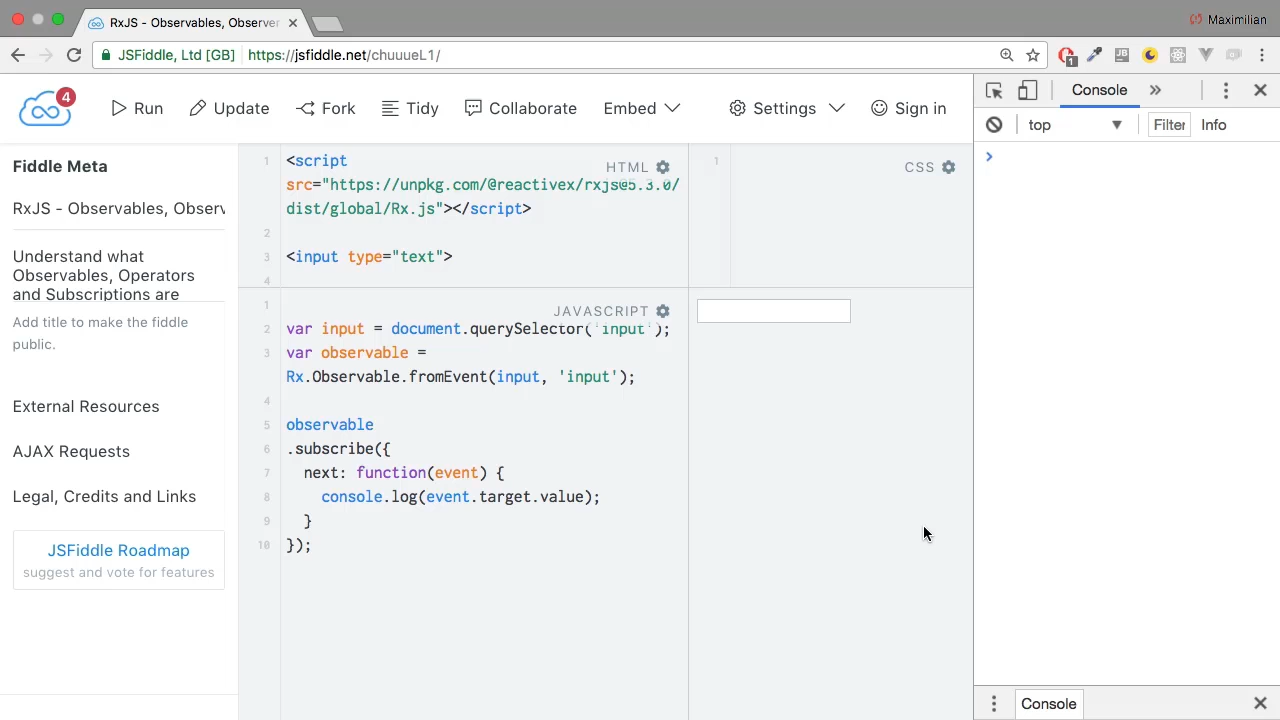 RxJS - Observables, Observer
Maximilian
JSFiddle, Ltd [GB]
https://jsfiddle.net/chuuueL1/
1
JB
4
Run
Update
Fork
Tidy
Collaborate
Embed
Settings
Sign in
Console
top
Filter
Info
Fiddle Meta
RxJS - Observables, Observ
Understand what
Observables, Operators
and Subscriptions are
Add title to make the fiddle
public.
External Resources
AJAX Requests
Legal, Credits and Links
JSFiddle Roadmap
suggest and vote for features
HTML
1 <script
src="https://unpkg.com/@reactivex/rxjs@5.3.0/
dist/global/Rx.js"></script>
2
3 <input type="text">
4
CSS
1
JAVASCRIPT
1
2 var input = document.querySelector('input');
3 var observable =
Rx.Observable.fromEvent(input, 'input');
4
5 observable
6 .subscribe({
7 next: function(event) {
8 console.log(event.target.value);
9 }
10 });
Console